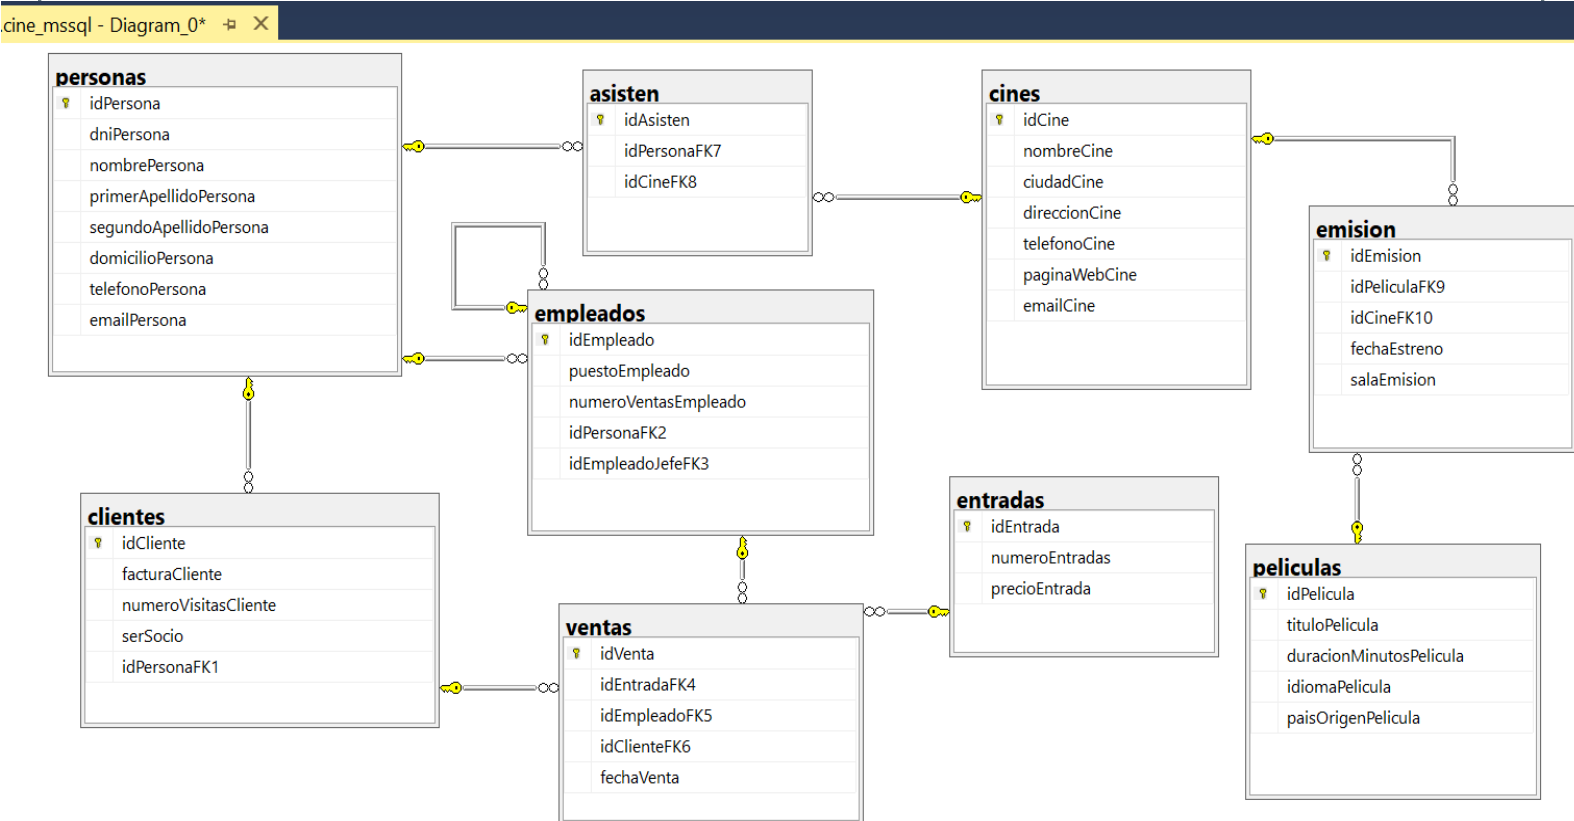 .cine_mssql - Diagram_0*
personas
idPersona
dniPersona
nombrePersona
primerApellidoPersona
segundoApellidoPersona
domicilioPersona
telefonoPersona
emailPersona
asisten
idAsisten
idPersonaFK7
idCineFK8
cines
idCine
nombreCine
ciudadCine
direccionCine
telefonoCine
paginaWebCine
emailCine
emision
idEmision
idPeliculaFK9
idCineFK10
fechaEstreno
salaEmision
empleados
idEmpleado
puestoEmpleado
numeroVentasEmpleado
idPersonaFK2
idEmpleadoJefeFK3
clientes
idCliente
facturaCliente
numeroVisitasCliente
serSocio
idPersonaFK1
entradas
idEntrada
numeroEntradas
precioEntrada
peliculas
idPelicula
tituloPelicula
duracionMinutosPelicula
idiomaPelicula
paisOrigenPelicula
ventas
idVenta
idEntradaFK4
idEmpleadoFK5
idClienteFK6
fechaVenta